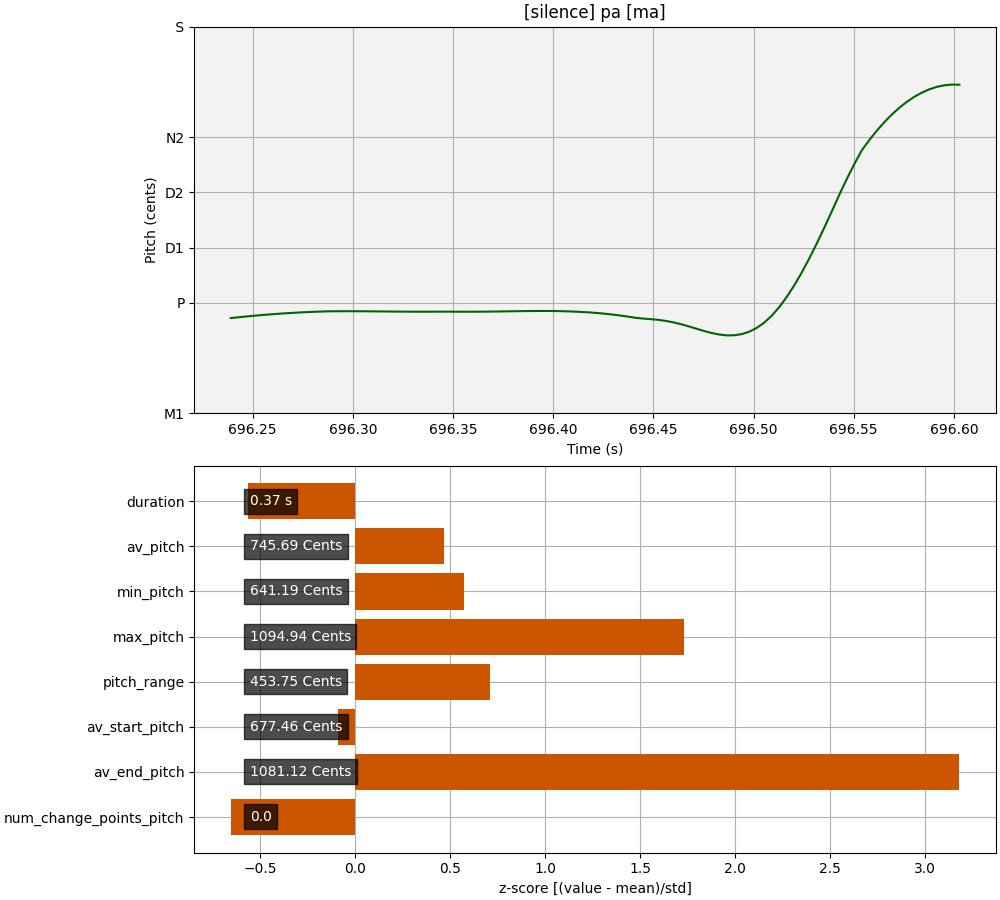 [silence] pa [ma]
S
N2
D2
D1
P
M1
Pitch (cents)
696.25 696.30 696.35 696.40 696.45 696.50 696.55 696.60
Time (s)
duration 0.37 s
av_pitch 745.69 Cents
min_pitch 641.19 Cents
max_pitch 1094.94 Cents
pitch_range 453.75 Cents
av_start_pitch 677.46 Cents
av_end_pitch 1081.12 Cents
num_change_points_pitch 0.0
−0.5 0.0 0.5 1.0 1.5 2.0 2.5 3.0
z-score [(value - mean)/std]